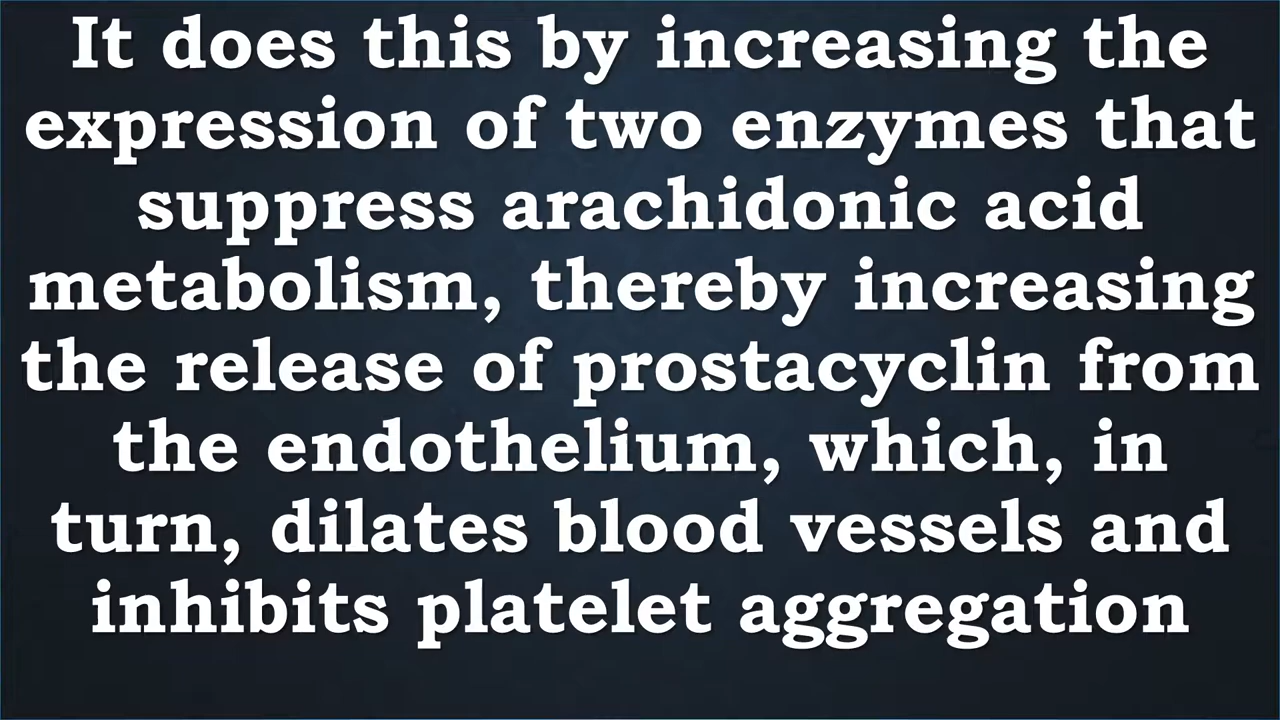 It does this by increasing the
expression of two enzymes that
suppress arachidonic acid
metabolism, thereby increasing
the release of prostacyclin from
the endothelium, which, in
turn, dilates blood vessels and
inhibits platelet aggregation